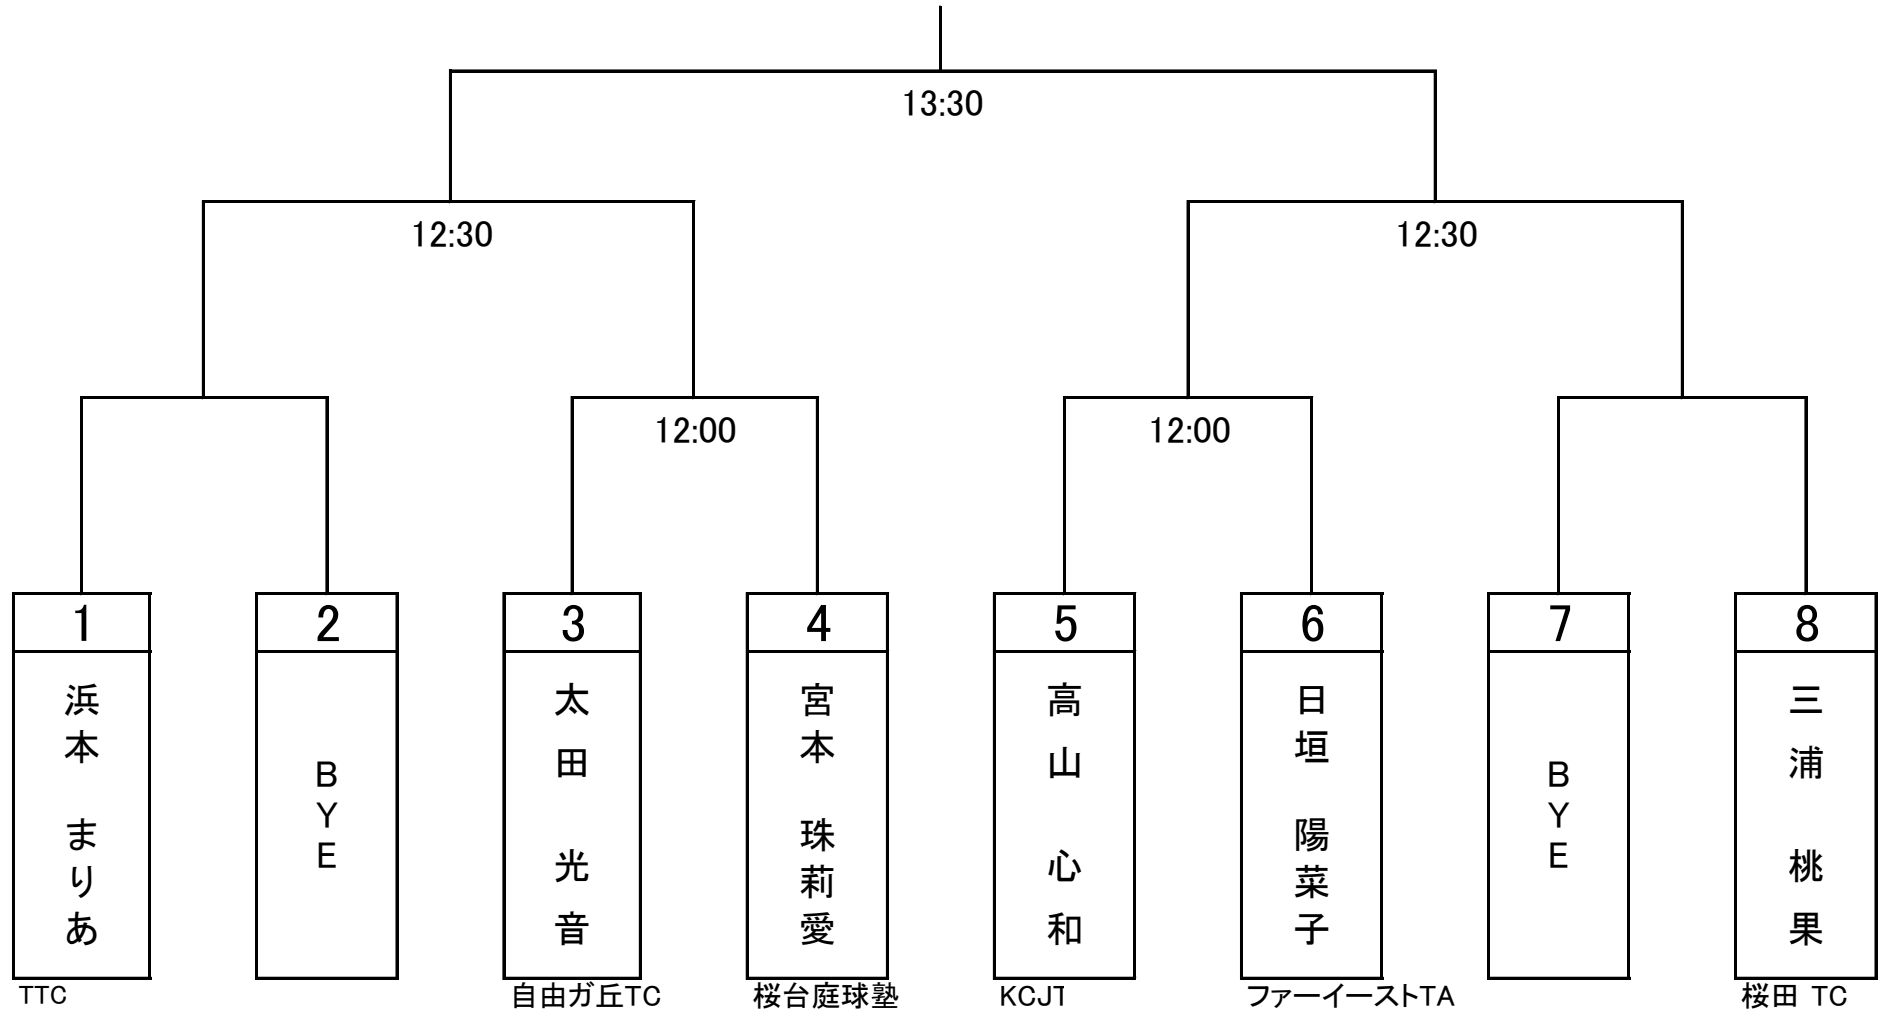 13:30
12:30
12:30
12:00
12:00
1
2
3
4
5
6
7
8
浜本 まりあ
BYE
太田 光音
宮本 珠莉愛
高山 心和
日垣 陽菜子
BYE
三浦 桃果
TTC
自由ガ丘TC
桜台庭球塾
KCJT
ファーイーストTA
桜田 TC